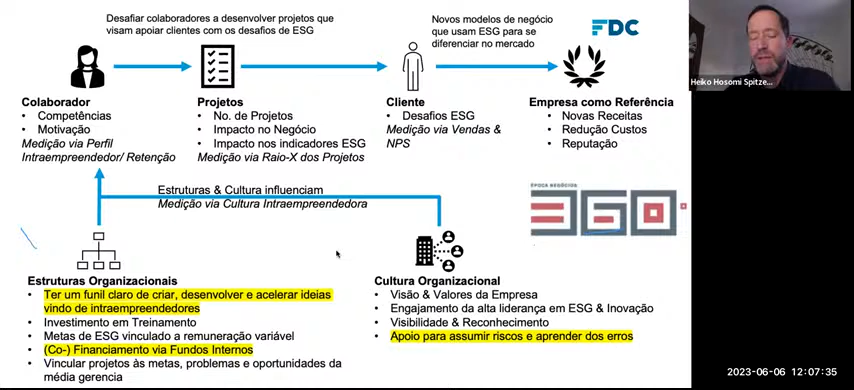 Desafiar colaboradores a desenvolver projetos que
visam apoiar clientes com os desafios de ESG
Novos modelos de negócio
que usam ESG para se
diferenciar no mercado
FDC
Heiko Hosomi Spitze...
Colaborador
• Competências
• Motivação
Medição via Perfil
Intraempreendedor/ Retenção
Projetos
• No. de Projetos
• Impacto no Negócio
• Impacto nos indicadores ESG
Medição via Raio-X dos Projetos
Cliente
• Desafios ESG
Medição via Vendas &
NPS
Empresa como Referência
• Novas Receitas
• Redução Custos
• Reputação
Estruturas & Cultura influenciam
Medição via Cultura Intraempreendedora
ÉPOCA NEGÓCIOS
360
Estruturas Organizacionais
• Ter um funil claro de criar, desenvolver e acelerar ideias
vindo de intraempreendedores
• Investimento em Treinamento
• Metas de ESG vinculado a remuneração variável
• (Co-) Financiamento via Fundos Internos
• Vincular projetos às metas, problemas e oportunidades da
média gerencia
Cultura Organizacional
• Visão & Valores da Empresa
• Engajamento da alta liderança em ESG & Inovação
• Visibilidade & Reconhecimento
• Apoio para assumir riscos e aprender dos erros
2023-06-06 12:07:35